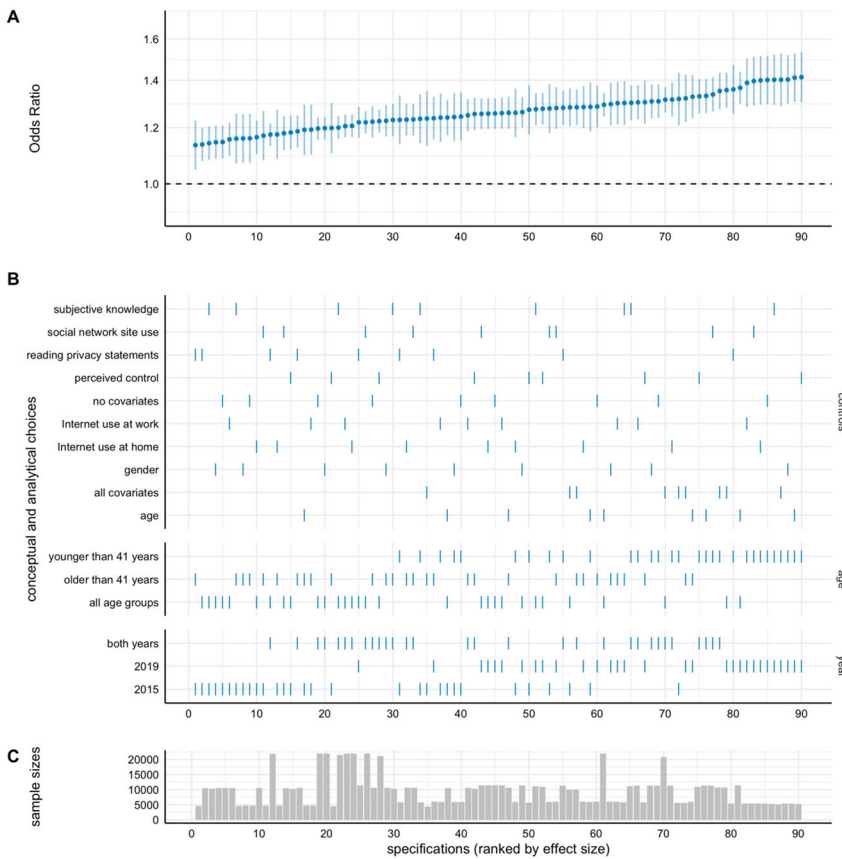 A
Odds Ratio
1.6
1.4
1.2
1.0
0 10 20 30 40 50 60 70 80 90
B
conceptual and analytical choices
subjective knowledge
social network site use
reading privacy statements
perceived control
no covariates
Internet use at work
Internet use at home
gender
all covariates
age
controls
younger than 41 years
older than 41 years
all age groups
age
both years
2019
2015
year
0 10 20 30 40 50 60 70 80 90
C
sample sizes
20000
15000
10000
5000
0
0 10 20 30 40 50 60 70 80 90
specifications (ranked by effect size)